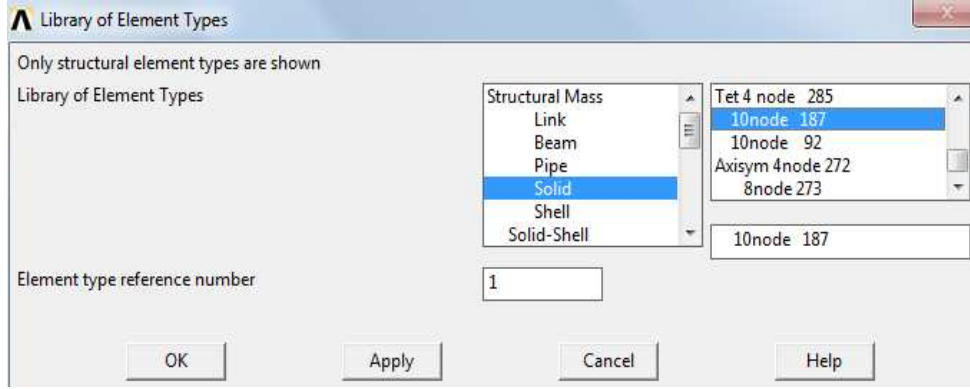 Library of Element Types
Only structural element types are shown
Library of Element Types
Structural Mass
Link
Beam
Pipe
Solid
Shell
Solid-Shell
Tet 4 node 285
10node 187
10node 92
Axisym 4node 272
8node 273
10node 187
Element type reference number
1
OK
Apply
Cancel
Help